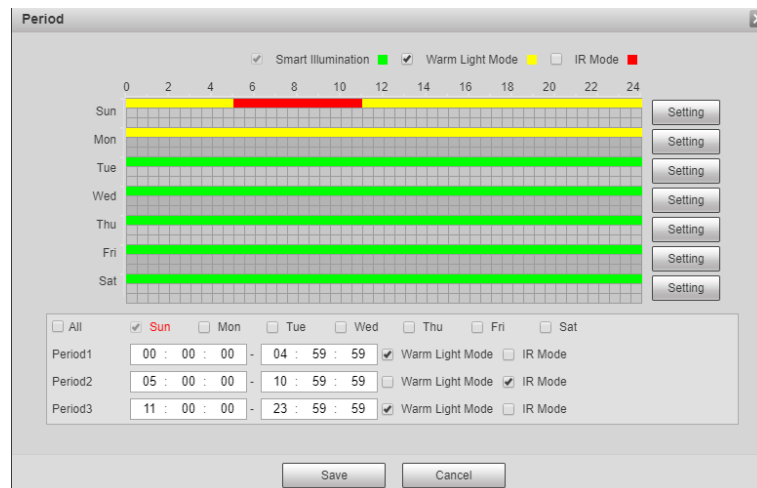 Period
Smart Illumination Warm Light Mode IR Mode
0 2 4 6 8 10 12 14 16 18 20 22 24
Sun Setting
Mon Setting
Tue Setting
Wed Setting
Thu Setting
Fri Setting
Sat Setting
All Sun Mon Tue Wed Thu Fri Sat
Period1 00 : 00 : 00 - 04 : 59 : 59 Warm Light Mode IR Mode
Period2 05 : 00 : 00 - 10 : 59 : 59 Warm Light Mode IR Mode
Period3 11 : 00 : 00 - 23 : 59 : 59 Warm Light Mode IR Mode
Save Cancel